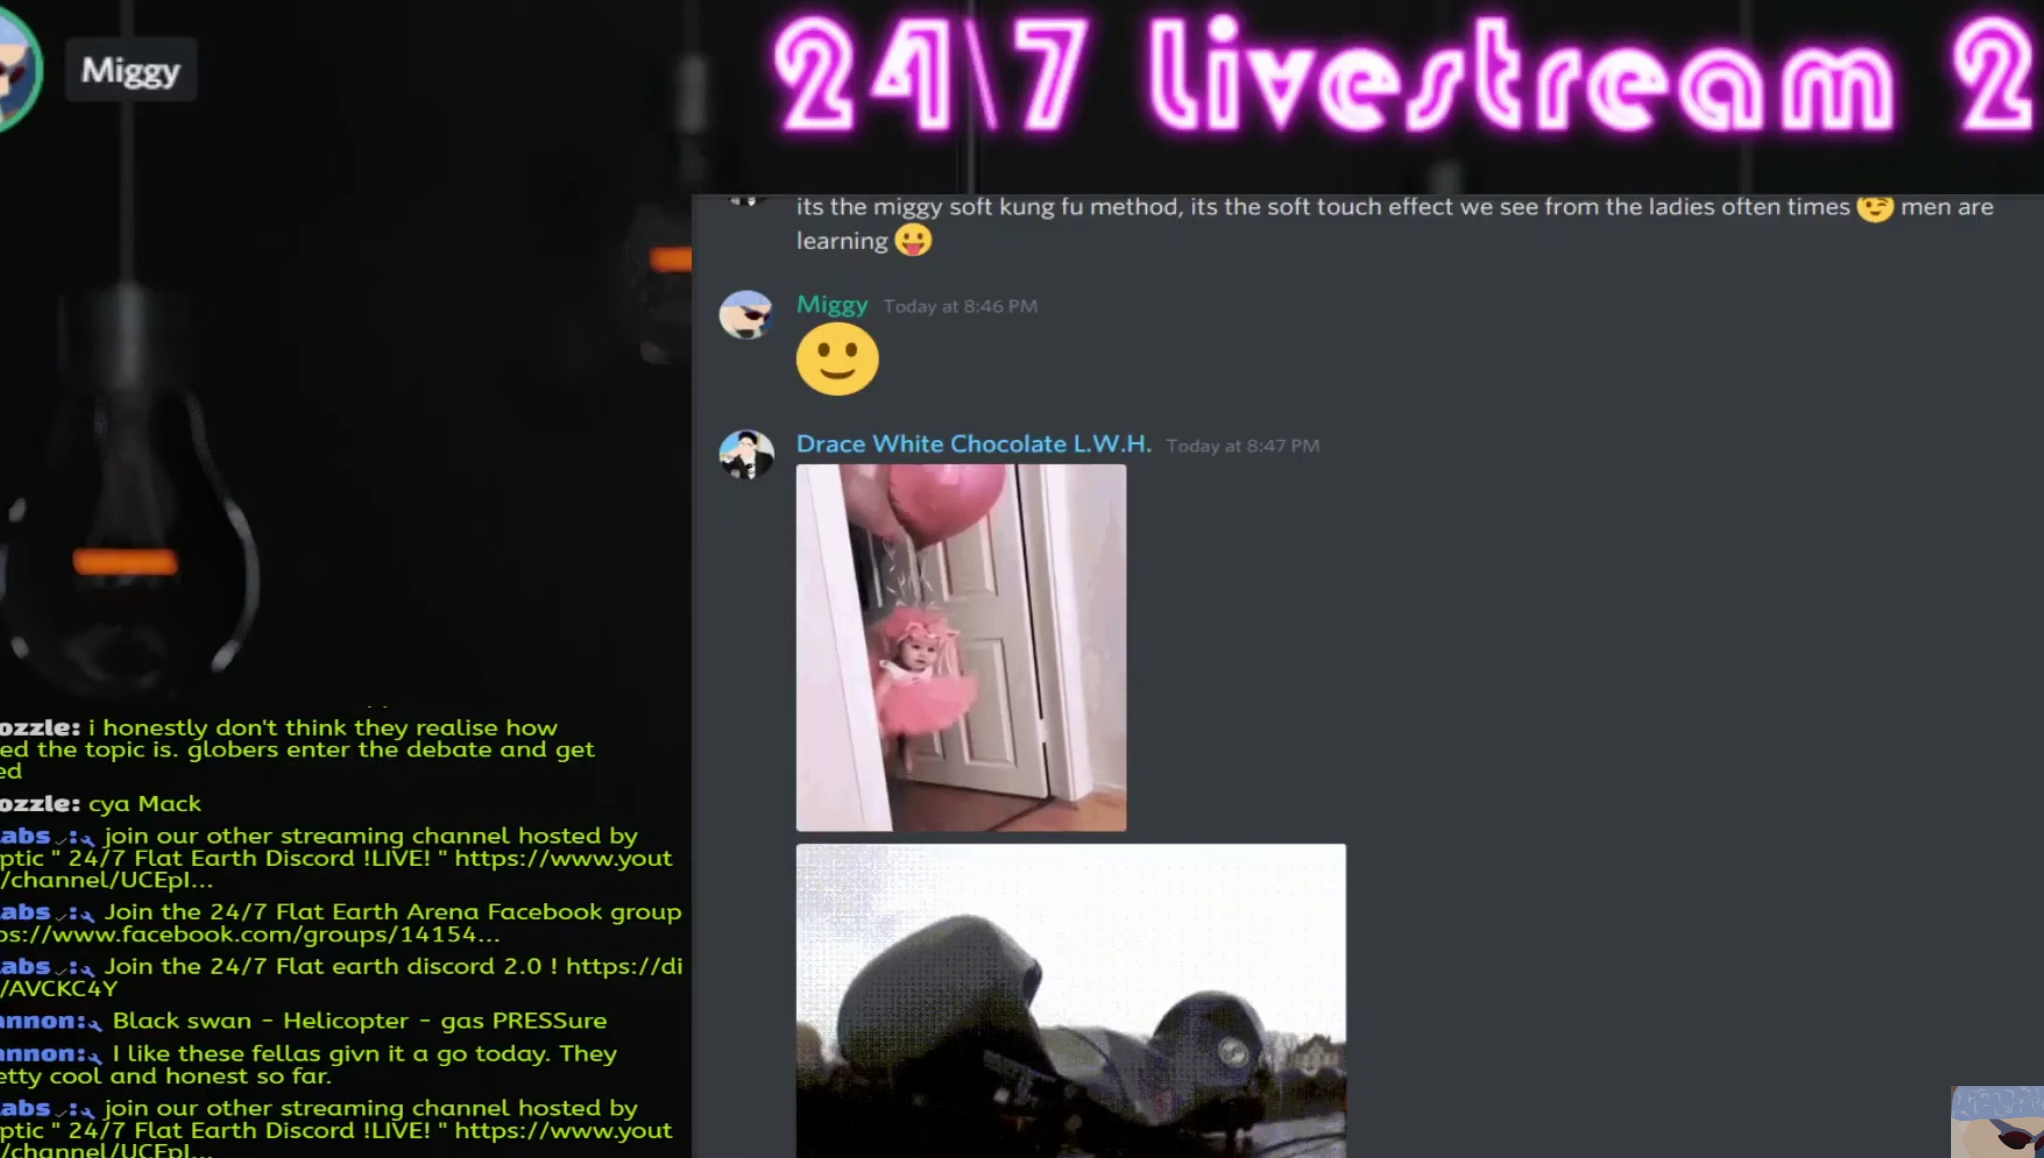 Miggy
24\7 Livestream 2
its the miggy soft kung fu method, its the soft touch effect we see from the ladies often times 😉 men are
learning 😛
Miggy Today at 8:46 PM
🙂
Drace White Chocolate L.W.H. Today at 8:47 PM
ozzle: i honestly don't think they realise how
ed the topic is. globers enter the debate and get
ed
ozzle: cya Mack
abs ✓:🔧 join our other streaming channel hosted by
ptic " 24/7 Flat Earth Discord !LIVE! " https://www.yout
/channel/UCEpI...
abs ✓:🔧 Join the 24/7 Flat Earth Arena Facebook group
ps://www.facebook.com/groups/14154...
abs ✓:🔧 Join the 24/7 Flat earth discord 2.0 ! https://di
/AVCKC4Y
annon:🔧 Black swan - Helicopter - gas PRESSure
annon:🔧 I like these fellas givn it a go today. They
etty cool and honest so far.
abs ✓:🔧 join our other streaming channel hosted by
ptic " 24/7 Flat Earth Discord !LIVE! " https://www.yout
/channel/UCEpI...